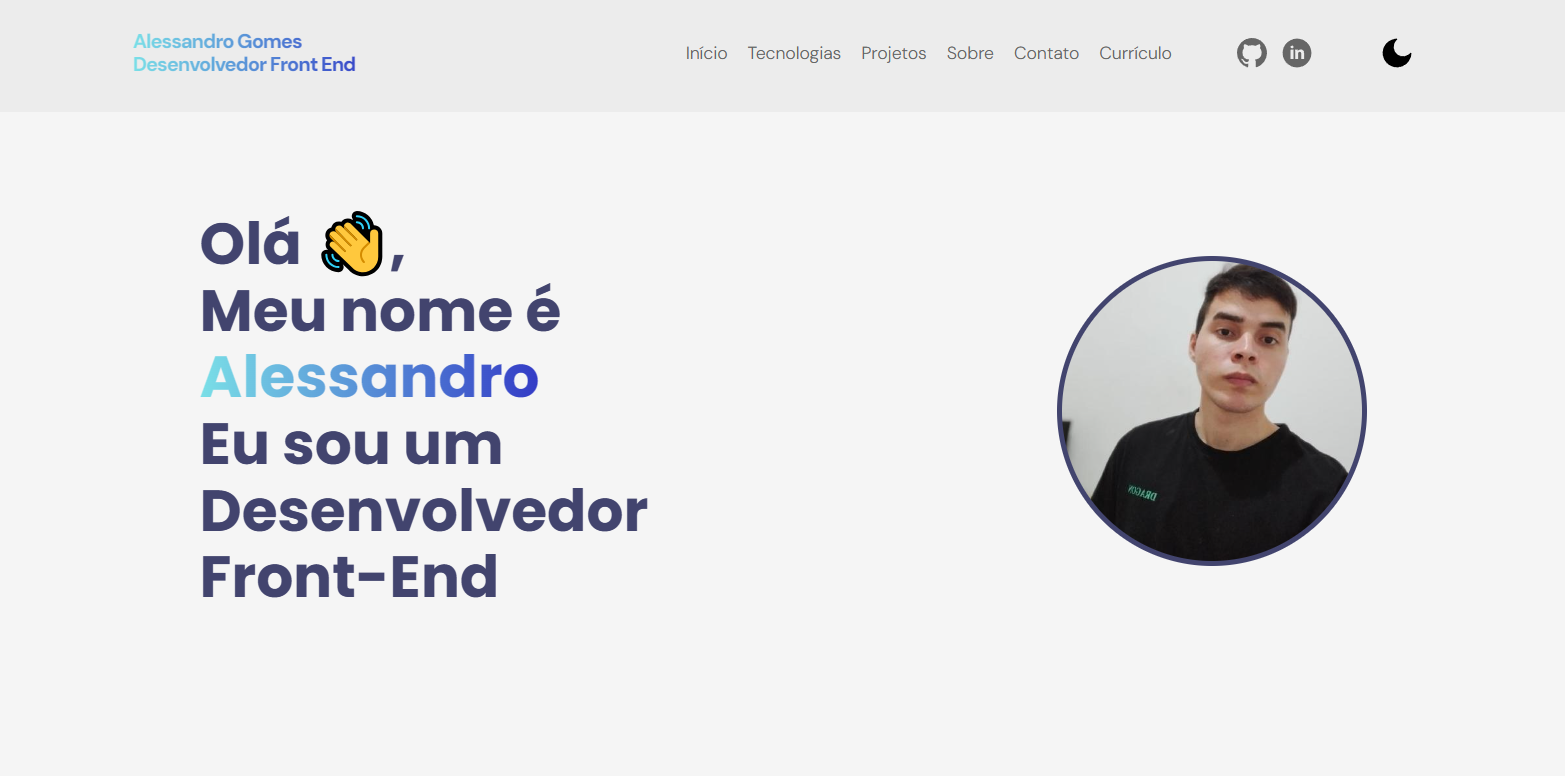 Alessandro Gomes
Desenvolvedor Front End
Início Tecnologias Projetos Sobre Contato Currículo
in
Olá 👋,
Meu nome é
Alessandro
Eu sou um
Desenvolvedor
Front-End
DRAGON